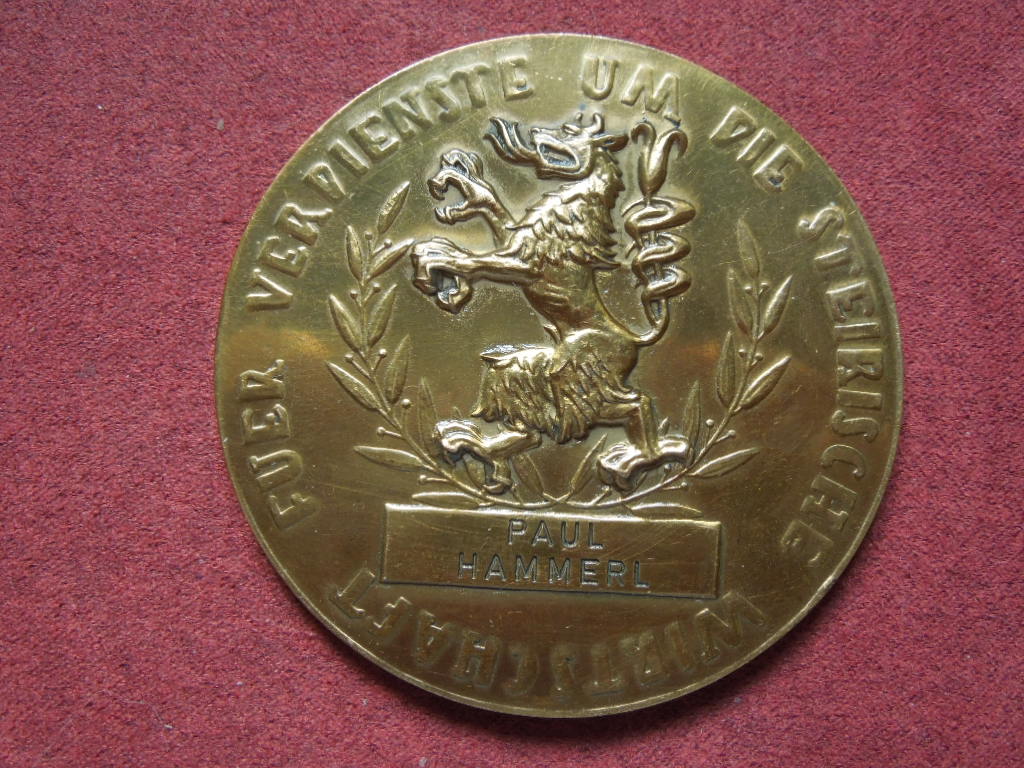 FUER VERDIENSTE UM DIE STEIRISCHE WIRTSCHAFT
PAUL
HAMMERL